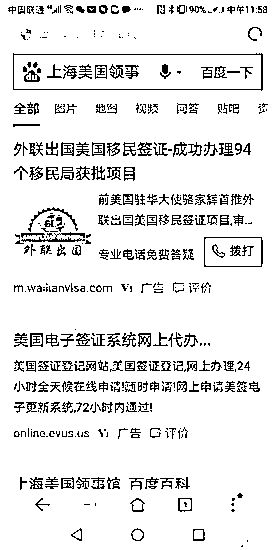 中国联通 90% 中午11:58
上海美国领事 百度一下
全部 图片 地图 视频 问答 贴吧 资
外联出国美国移民签证-成功办理94
个移民局获批项目
前美国驻华大使骆家辉首推外
联出国美国移民签证项目,审...
外联出国
专业电话免费答疑 拨打
m.wailianvisa.com V1 广告 评价
美国电子签证系统网上代办...
美国签证登记网站,美国签证登记,网上办理,24
小时全天候在线申请!随时申请!网上申请美签电
子更新系统,72小时内通过!
online.evus.us V1 广告 评价
上海美国领事馆_百度百科